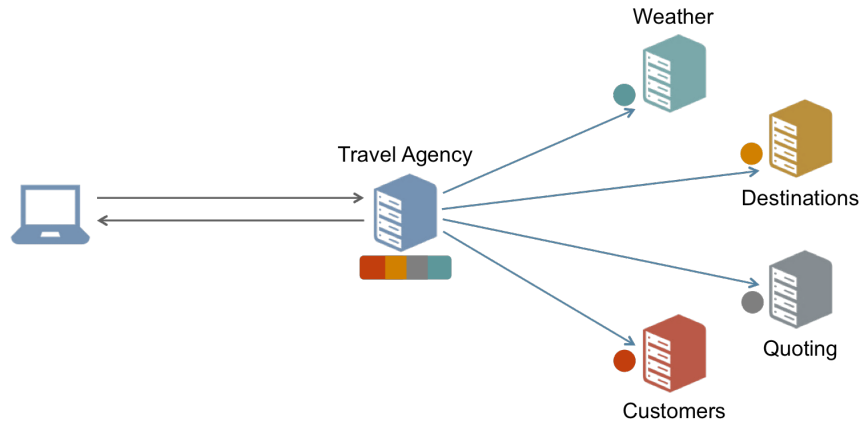 Weather
Travel Agency
Destinations
Quoting
Customers